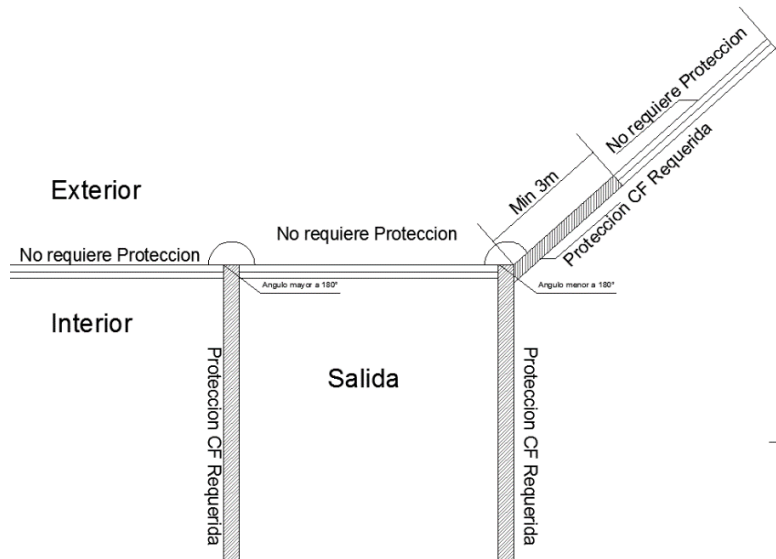 No requiere Proteccion
Min 3m
Proteccion CF Requerida
Exterior
No requiere Proteccion
No requiere Proteccion
Angulo mayor a 180°
Angulo menor a 180°
Interior
Salida
Proteccion CF Requerida
Proteccion CF Requerida